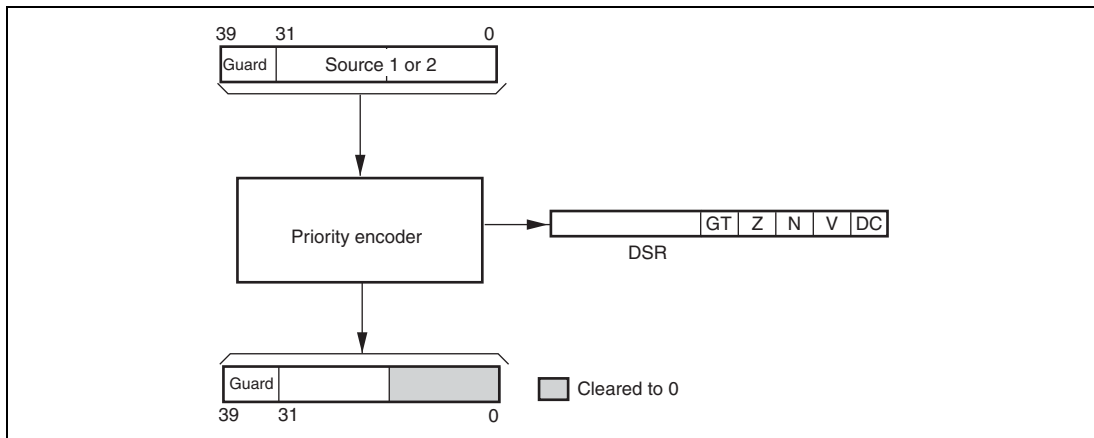 39 31 0
Guard Source 1 or 2
Priority encoder
GT Z N V DC
DSR
Guard
Cleared to 0
39 31 0